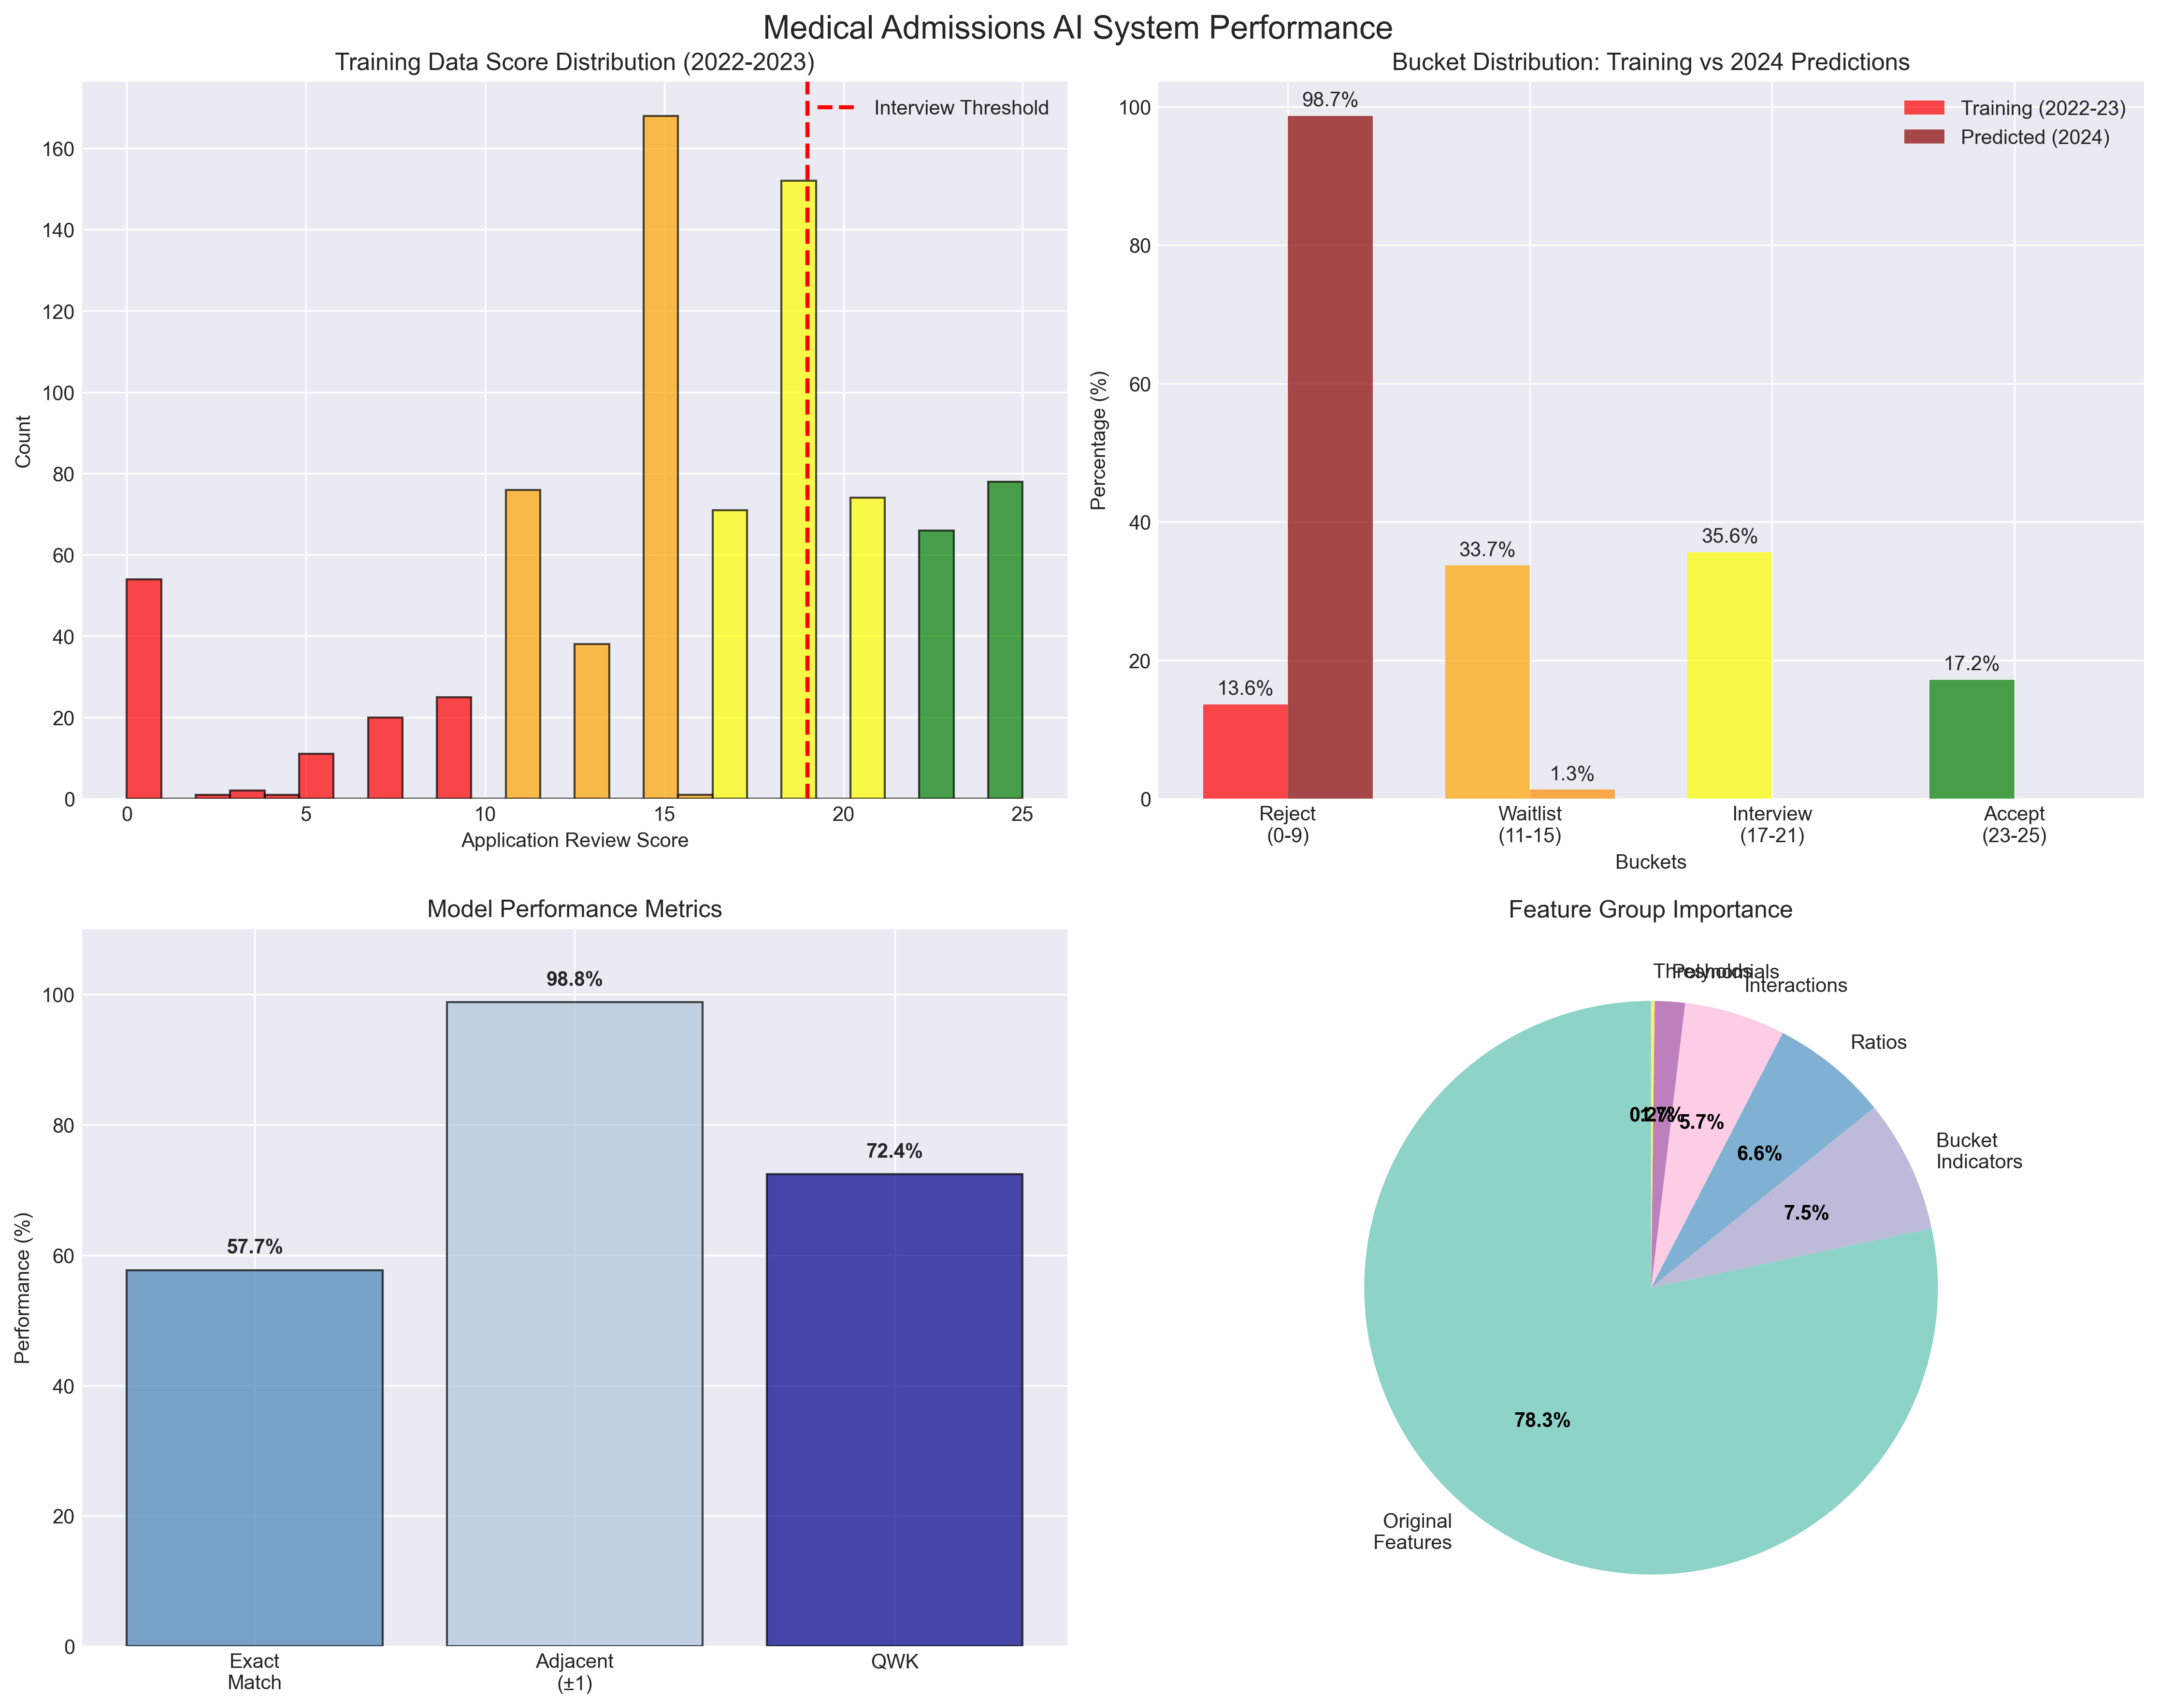 Medical Admissions AI System Performance
Training Data Score Distribution (2022-2023)
Interview Threshold
Count
160
140
120
100
80
60
40
20
0
0 5 10 15 20 25
Application Review Score
Bucket Distribution: Training vs 2024 Predictions
Training (2022-23)
Predicted (2024)
Percentage (%)
100
80
60
40
20
0
98.7%
13.6%
33.7%
1.3%
35.6%
17.2%
Reject
(0-9)
Waitlist
(11-15)
Interview
(17-21)
Accept
(23-25)
Buckets
Model Performance Metrics
Performance (%)
100
80
60
40
20
0
57.7%
98.8%
72.4%
Exact
Match
Adjacent
(±1)
QWK
Feature Group Importance
Thresholds
Polynomials
Interactions
Ratios
Bucket
Indicators
Original
Features
5.7%
6.6%
7.5%
78.3%